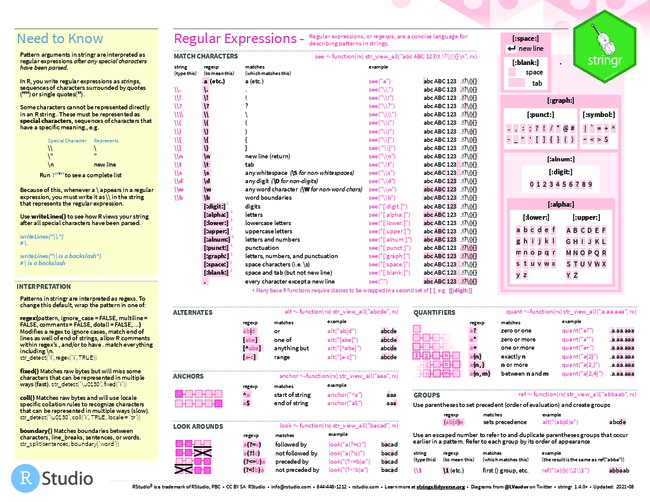 Need to Know
Pattern arguments in stringr are interpreted as
regular expressions after any special characters
have been parsed.
In R, you write regular expressions as strings,
sequences of characters surrounded by quotes
("") or single quotes('').
Some characters cannot be represented directly
in an R string . These must be represented as
special characters, sequences of characters that
have a specific meaning., e.g.
Special Character Represents
\\ \
\" "
\n new line
Run ?"'" to see a complete list
Because of this, whenever a \ appears in a regular
expression, you must write it as \\ in the string
that represents the regular expression.
Use writeLines() to see how R views your string
after all special characters have been parsed.
writeLines("\\.")
# \.
writeLines("\\ is a backslash")
# \ is a backslash
INTERPRETATION
Patterns in stringr are interpreted as regexs. To
change this default, wrap the pattern in one of:
regex(pattern, ignore_case = FALSE, multiline =
FALSE, comments = FALSE, dotall = FALSE, ...)
Modifies a regex to ignore cases, match end of
lines as well of end of strings, allow R comments
within regex's , and/or to have . match everything
including \n.
str_detect("I", regex("i", TRUE))
fixed() Matches raw bytes but will miss some
characters that can be represented in multiple
ways (fast). str_detect("\u0130", fixed("i"))
coll() Matches raw bytes and will use locale
specific collation rules to recognize characters
that can be represented in multiple ways (slow).
str_detect("\u0130", coll("i", TRUE, locale = "tr"))
boundary() Matches boundaries between
characters, line_breaks, sentences, or words.
str_split(sentences, boundary("word"))
R Studio
Regular Expressions -
Regular expressions, or regexps, are a concise language for
describing patterns in strings.
MATCH CHARACTERS
see <- function(rx) str_view_all("abc ABC 123\t.!?\\(){}\n", rx)
string (type this) regexp (to mean this) matches (which matches this) example
a (etc.) a (etc.) see("a") abc ABC 123 .!?\(){}
\\. \. . see("\\.") abc ABC 123 .!?\(){}
\\! \! ! see("\\!") abc ABC 123 .!?\(){}
\\? \? ? see("\\?") abc ABC 123 .!?\(){}
\\\\ \\ \ see("\\\\") abc ABC 123 .!?\(){}
\\( \( ( see("\\(") abc ABC 123 .!?\(){}
\\) \) ) see("\\)") abc ABC 123 .!?\(){}
\\{ \{ { see("\\{") abc ABC 123 .!?\(){}
\\} \} } see("\\}") abc ABC 123 .!?\(){}
\\n \n new line (return) see("\\n") abc ABC 123 .!?\(){}
\\t \t tab see("\\t") abc ABC 123 .!?\(){}
\\s \s any whitespace (\S for non-whitespaces) see("\\s") abc ABC 123 .!?\(){}
\\d \d any digit (\D for non-digits) see("\\d") abc ABC 123 .!?\(){}
\\w \w any word character (\W for non-word chars) see("\\w") abc ABC 123 .!?\(){}
\\b \b word boundaries see("\\b") abc ABC 123 .!?\(){}
[:digit:] digits see("[:digit:]") abc ABC 123 .!?\(){}
[:alpha:] letters see("[:alpha:]") abc ABC 123 .!?\(){}
[:lower:] lowercase letters see("[:lower:]") abc ABC 123 .!?\(){}
[:upper:] uppercase letters see("[:upper:]") abc ABC 123 .!?\(){}
[:alnum:] letters and numbers see("[:alnum:]") abc ABC 123 .!?\(){}
[:punct:] punctuation see("[:punct:]") abc ABC 123 .!?\(){}
[:graph:] letters, numbers, and punctuation see("[:graph:]") abc ABC 123 .!?\(){}
[:space:] space characters (i.e. \s) see("[:space:]") abc ABC 123 .!?\(){}
[:blank:] space and tab (but not new line) see("[:blank:]") abc ABC 123 .!?\(){}
. every character except a new line see(".") abc ABC 123 .!?\(){}
Many base R functions require classes to be wrapped in a second set of [ ], e.g. [[:digit:]]
[:space:]
new line
[:blank:]
space
tab
stringr
[:graph:]
[:punct:] [:symbol:]
. , : ; ? ! / * @ #
- _ " ' [ ] { } ( )
| ` = + ^
~ < > $
[:alnum:]
[:digit:]
0 1 2 3 4 5 6 7 8 9
[:alpha:]
[:lower:] [:upper:]
a b c d e f A B C D E F
g h i j k l G H I J K L
m n o p q r M N O P Q R
s t u v w x S T U V W X
y z Y Z
ALTERNATES
alt <- function(rx) str_view_all("abcde", rx)
regexp matches example
ab|d or alt("ab|d") abcde
[abe] one of alt("[abe]") abcde
[^abe] anything but alt("[^abe]") abcde
[a-c] range alt("[a-c]") abcde
ANCHORS
anchor <- function(rx) str_view_all("aaa", rx)
regexp matches example
^a start of string anchor("^a") aaa
a$ end of string anchor("a$") aaa
LOOK AROUNDS
look <- function(rx) str_view_all("bacad", rx)
regexp matches example
a(?=c) followed by look("a(?=c)") bacad
a(?!c) not followed by look("a(?!c)") bacad
(?<=b)a preceded by look("(?<=b)a") bacad
(?<!b)a not preceded by look("(?<!b)a") bacad
QUANTIFIERS
quant <- function(rx) str_view_all(".a.aa.aaa", rx)
regexp matches example
a? zero or one quant("a?") .a.aa.aaa
a* zero or more quant("a*") .a.aa.aaa
a+ one or more quant("a+") .a.aa.aaa
a{n} exactly n quant("a{2}") .a.aa.aaa
a{n, } n or more quant("a{2,}") .a.aa.aaa
a{n, m} between n and m quant("a{2,4}") .a.aa.aaa
GROUPS
ref <- function(rx) str_view_all("abbaab", rx)
Use parentheses to set precedent (order of evaluation) and create groups
regexp matches example
(ab|d)e sets precedence alt("(ab|d)e") abcde
Use an escaped number to refer to and duplicate parentheses groups that occur
earlier in a pattern. Refer to each group by its order of appearance
string (type this) regexp (to mean this) matches (which matches this) example (the result is the same as ref("abba"))
\\1 \1 (etc.) first () group, etc. ref("(a)(b)\\2\\1") abbaab
RStudio® is a trademark of RStudio, PBC • CC BY SA RStudio • info@rstudio.com • 844-448-1212 • rstudio.com • Learn more at stringr.tidyverse.org • Diagrams from @LVaudor on Twitter • stringr 1.4.0+ • Updated: 2021-08